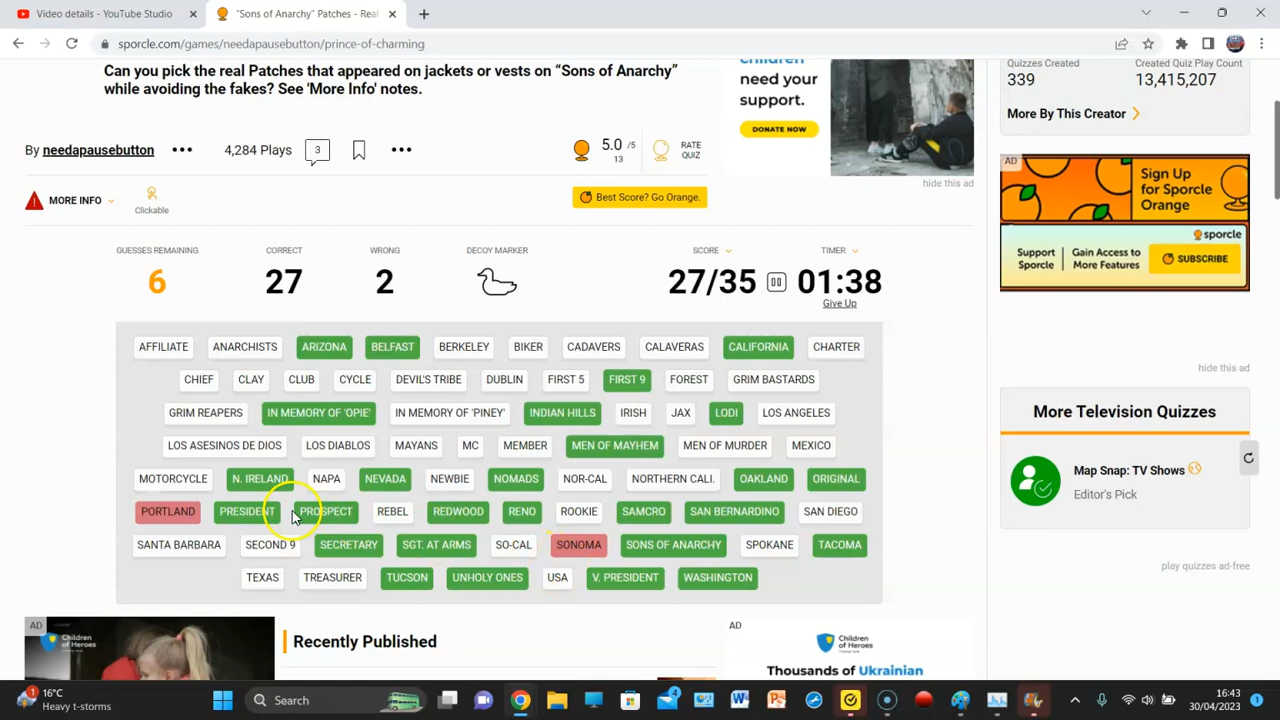 Video details - YouTube Studio
"Sons of Anarchy" Patches - Real
sporcle.com/games/needapausebutton/prince-of-charming
Can you pick the real Patches that appeared on jackets or vests on “Sons of Anarchy”
while avoiding the fakes? See 'More Info' notes.
children
need your
support.
DONATE NOW
hide this ad
Quizzes Created
Created Quiz Play Count
339
13,415,207
More By This Creator
By needapausebutton
4,284 Plays
3
5.0 /5
13
RATE
QUIZ
MORE INFO
Clickable
Best Score? Go Orange.
AD
Sign Up
for Sporcle
Orange
sporcle
Support
Sporcle
Gain Access to
More Features
SUBSCRIBE
GUESSES REMAINING
CORRECT
WRONG
DECOY MARKER
SCORE
TIMER
6
27
2
27/35
01:38
Give Up
AFFILIATE ANARCHISTS ARIZONA BELFAST BERKELEY BIKER CADAVERS CALAVERAS CALIFORNIA CHARTER
CHIEF CLAY CLUB CYCLE DEVIL'S TRIBE DUBLIN FIRST 5 FIRST 9 FOREST GRIM BASTARDS
GRIM REAPERS IN MEMORY OF 'OPIE' IN MEMORY OF 'PINEY' INDIAN HILLS IRISH JAX LODI LOS ANGELES
LOS ASESINOS DE DIOS LOS DIABLOS MAYANS MC MEMBER MEN OF MAYHEM MEN OF MURDER MEXICO
MOTORCYCLE N. IRELAND NAPA NEVADA NEWBIE NOMADS NOR-CAL NORTHERN CALI. OAKLAND ORIGINAL
PORTLAND PRESIDENT PROSPECT REBEL REDWOOD RENO ROOKIE SAMCRO SAN BERNARDINO SAN DIEGO
SANTA BARBARA SECOND 9 SECRETARY SGT. AT ARMS SO-CAL SONOMA SONS OF ANARCHY SPOKANE TACOMA
TEXAS TREASURER TUCSON UNHOLY ONES USA V. PRESIDENT WASHINGTON
hide this ad
More Television Quizzes
Map Snap: TV Shows
Editor's Pick
play quizzes ad-free
AD
Children
of Heroes
Recently Published
AD
Children
of Heroes
Thousands of Ukrainian
1
16°C
Heavy t-storms
Search
4
16:43
30/04/2023